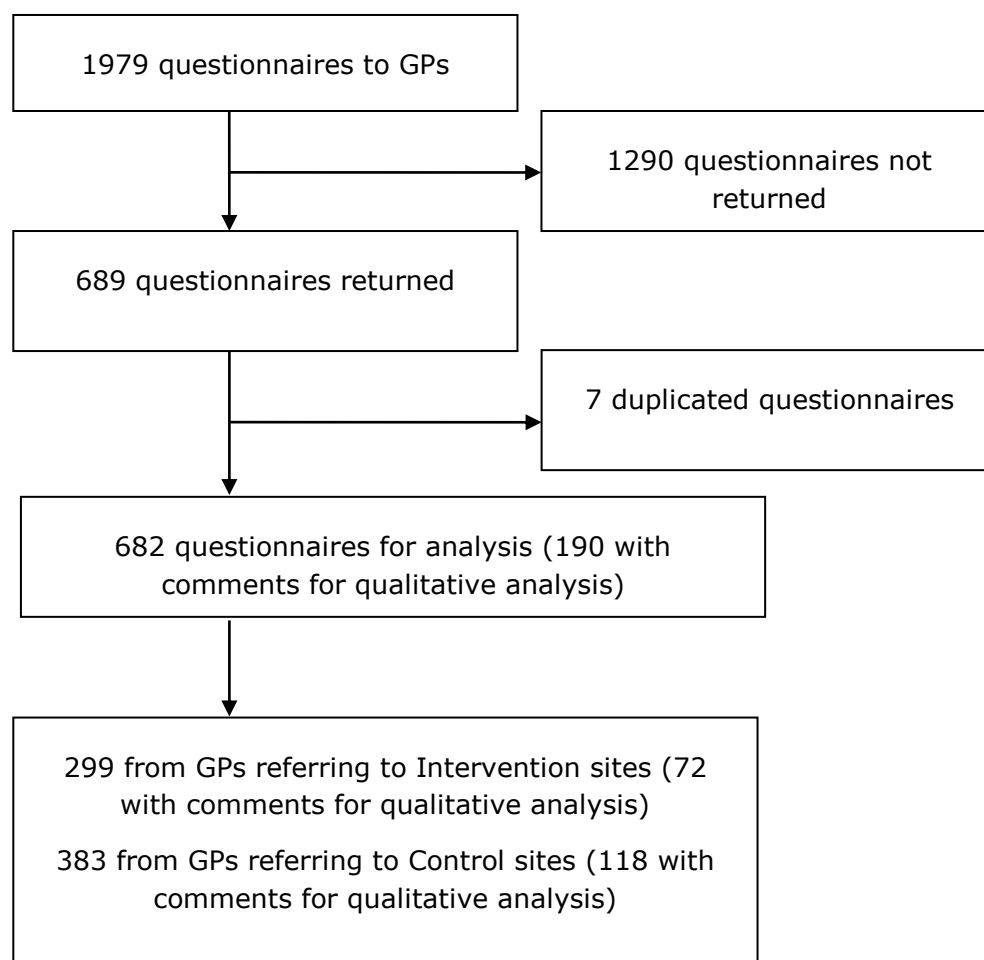 1979 questionnaires to GPs
1290 questionnaires not
returned
689 questionnaires returned
7 duplicated questionnaires
682 questionnaires for analysis (190 with
comments for qualitative analysis)
299 from GPs referring to Intervention sites (72
with comments for qualitative analysis)
383 from GPs referring to Control sites (118 with
comments for qualitative analysis)